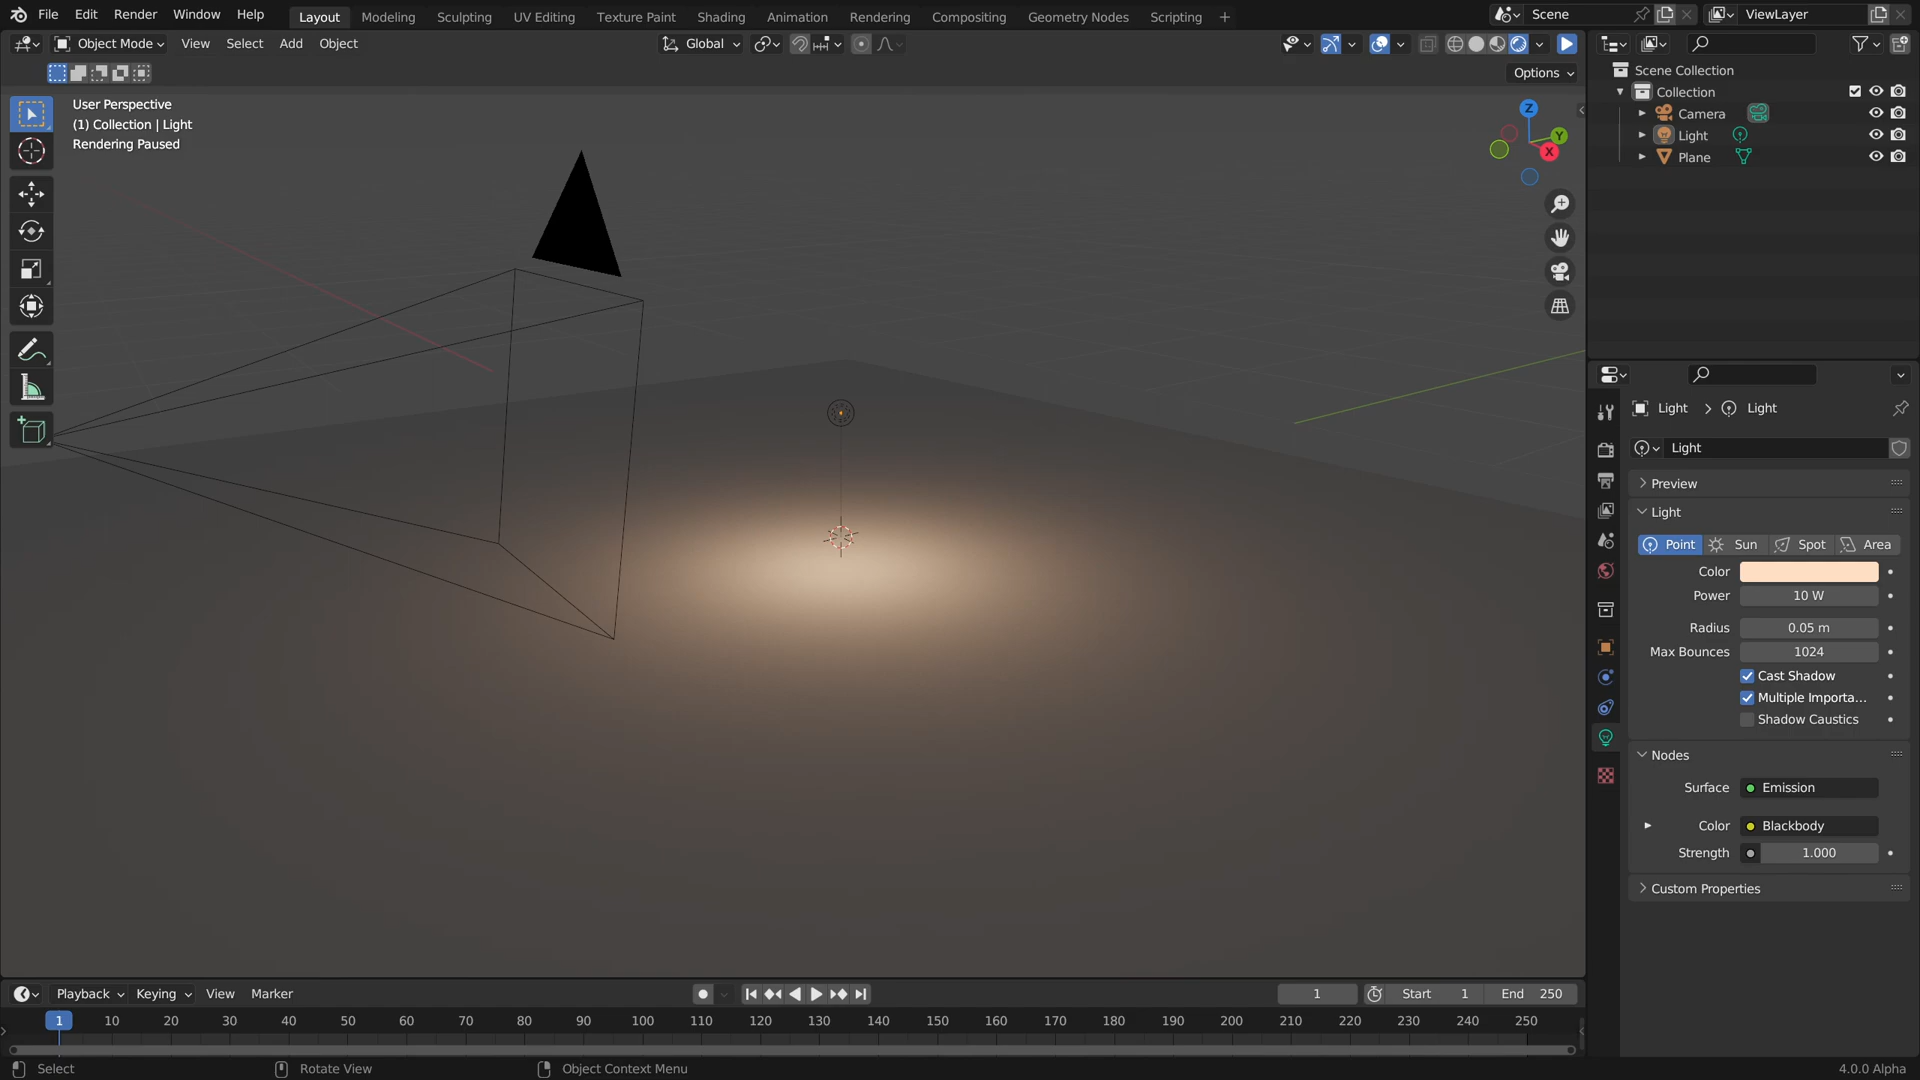 File Edit Render Window Help Layout Modeling Sculpting UV Editing Texture Paint Shading Animation Rendering Compositing Geometry Nodes Scripting + Scene ViewLayer
Object Mode View Select Add Object Global
Options
User Perspective
(1) Collection | Light
Rendering Paused
Z
Y
X
Scene Collection
Collection
Camera
Light
Plane
Light > Light
Light
Preview
Light
Point Sun Spot Area
Color
Power 10 W
Radius 0.05 m
Max Bounces 1024
Cast Shadow
Multiple Importa...
Shadow Caustics
Nodes
Surface Emission
Color Blackbody
Strength 1.000
Custom Properties
Playback Keying View Marker 1 Start 1 End 250
1 10 20 30 40 50 60 70 80 90 100 110 120 130 140 150 160 170 180 190 200 210 220 230 240 250
Select Rotate View Object Context Menu 4.0.0 Alpha